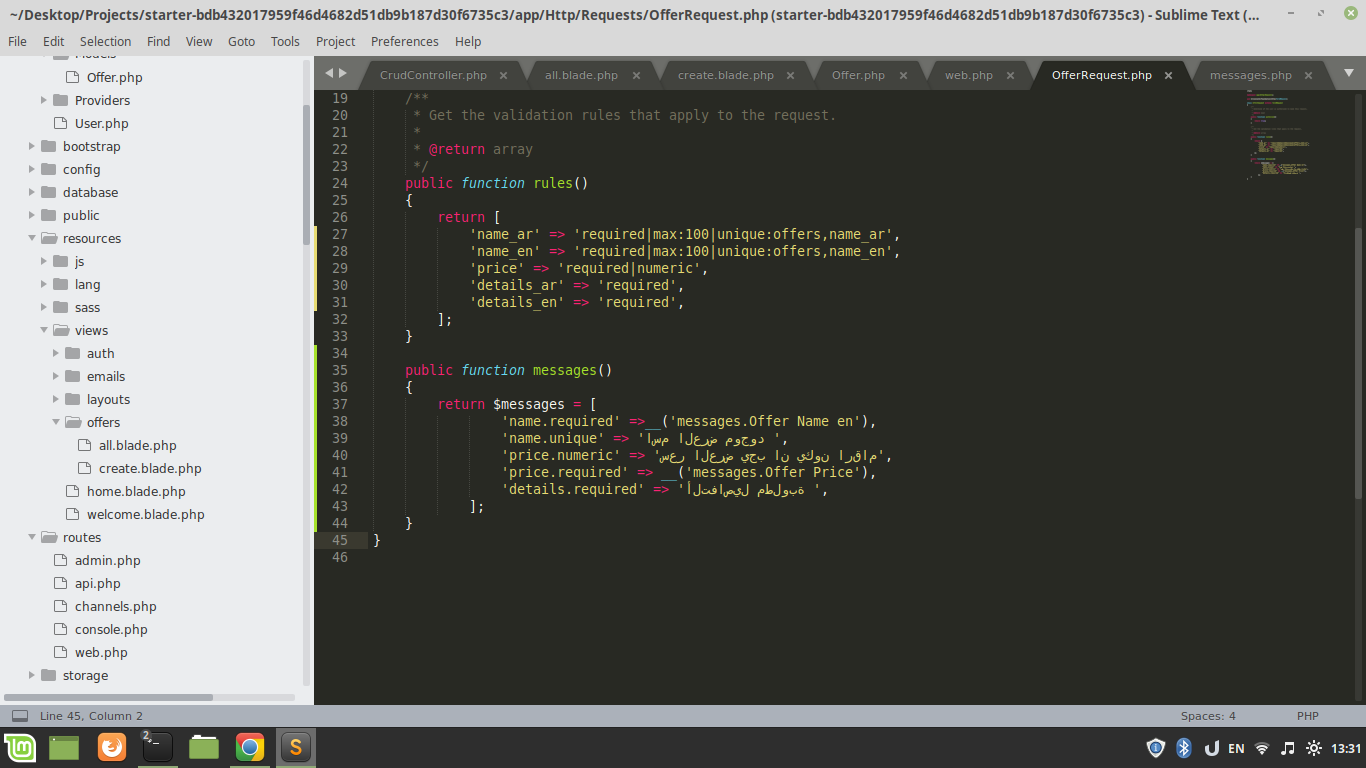 ~/Desktop/Projects/starter-bdb432017959f46d4682d51db9b187d30f6735c3/app/Http/Requests/OfferRequest.php (starter-bdb432017959f46d4682d51db9b187d30f6735c3) - Sublime Text (...
File Edit Selection Find View Goto Tools Project Preferences Help
Offer.php
Providers
User.php
bootstrap
config
database
public
resources
js
lang
sass
views
auth
emails
layouts
offers
all.blade.php
create.blade.php
home.blade.php
welcome.blade.php
routes
admin.php
api.php
channels.php
console.php
web.php
storage
CrudController.php all.blade.php create.blade.php Offer.php web.php OfferRequest.php messages.php
19 /**
20 * Get the validation rules that apply to the request.
21 *
22 * @return array
23 */
24 public function rules()
25 {
26 return [
27 'name_ar' => 'required|max:100|unique:offers,name_ar',
28 'name_en' => 'required|max:100|unique:offers,name_en',
29 'price' => 'required|numeric',
30 'details_ar' => 'required',
31 'details_en' => 'required',
32 ];
33 }
34
35 public function messages()
36 {
37 return $messages = [
38 'name.required' =>__('messages.Offer Name en'),
39 'name.unique' => 'اسم العرض موجود ',
40 'price.numeric' => 'سعر العرض يجب ان يكون ارقام',
41 'price.required' => __('messages.Offer Price'),
42 'details.required' => 'ألتفاصيل مطلوبة ',
43 ];
44 }
45 }
46
Line 45, Column 2 Spaces: 4 PHP
2 EN 13:31